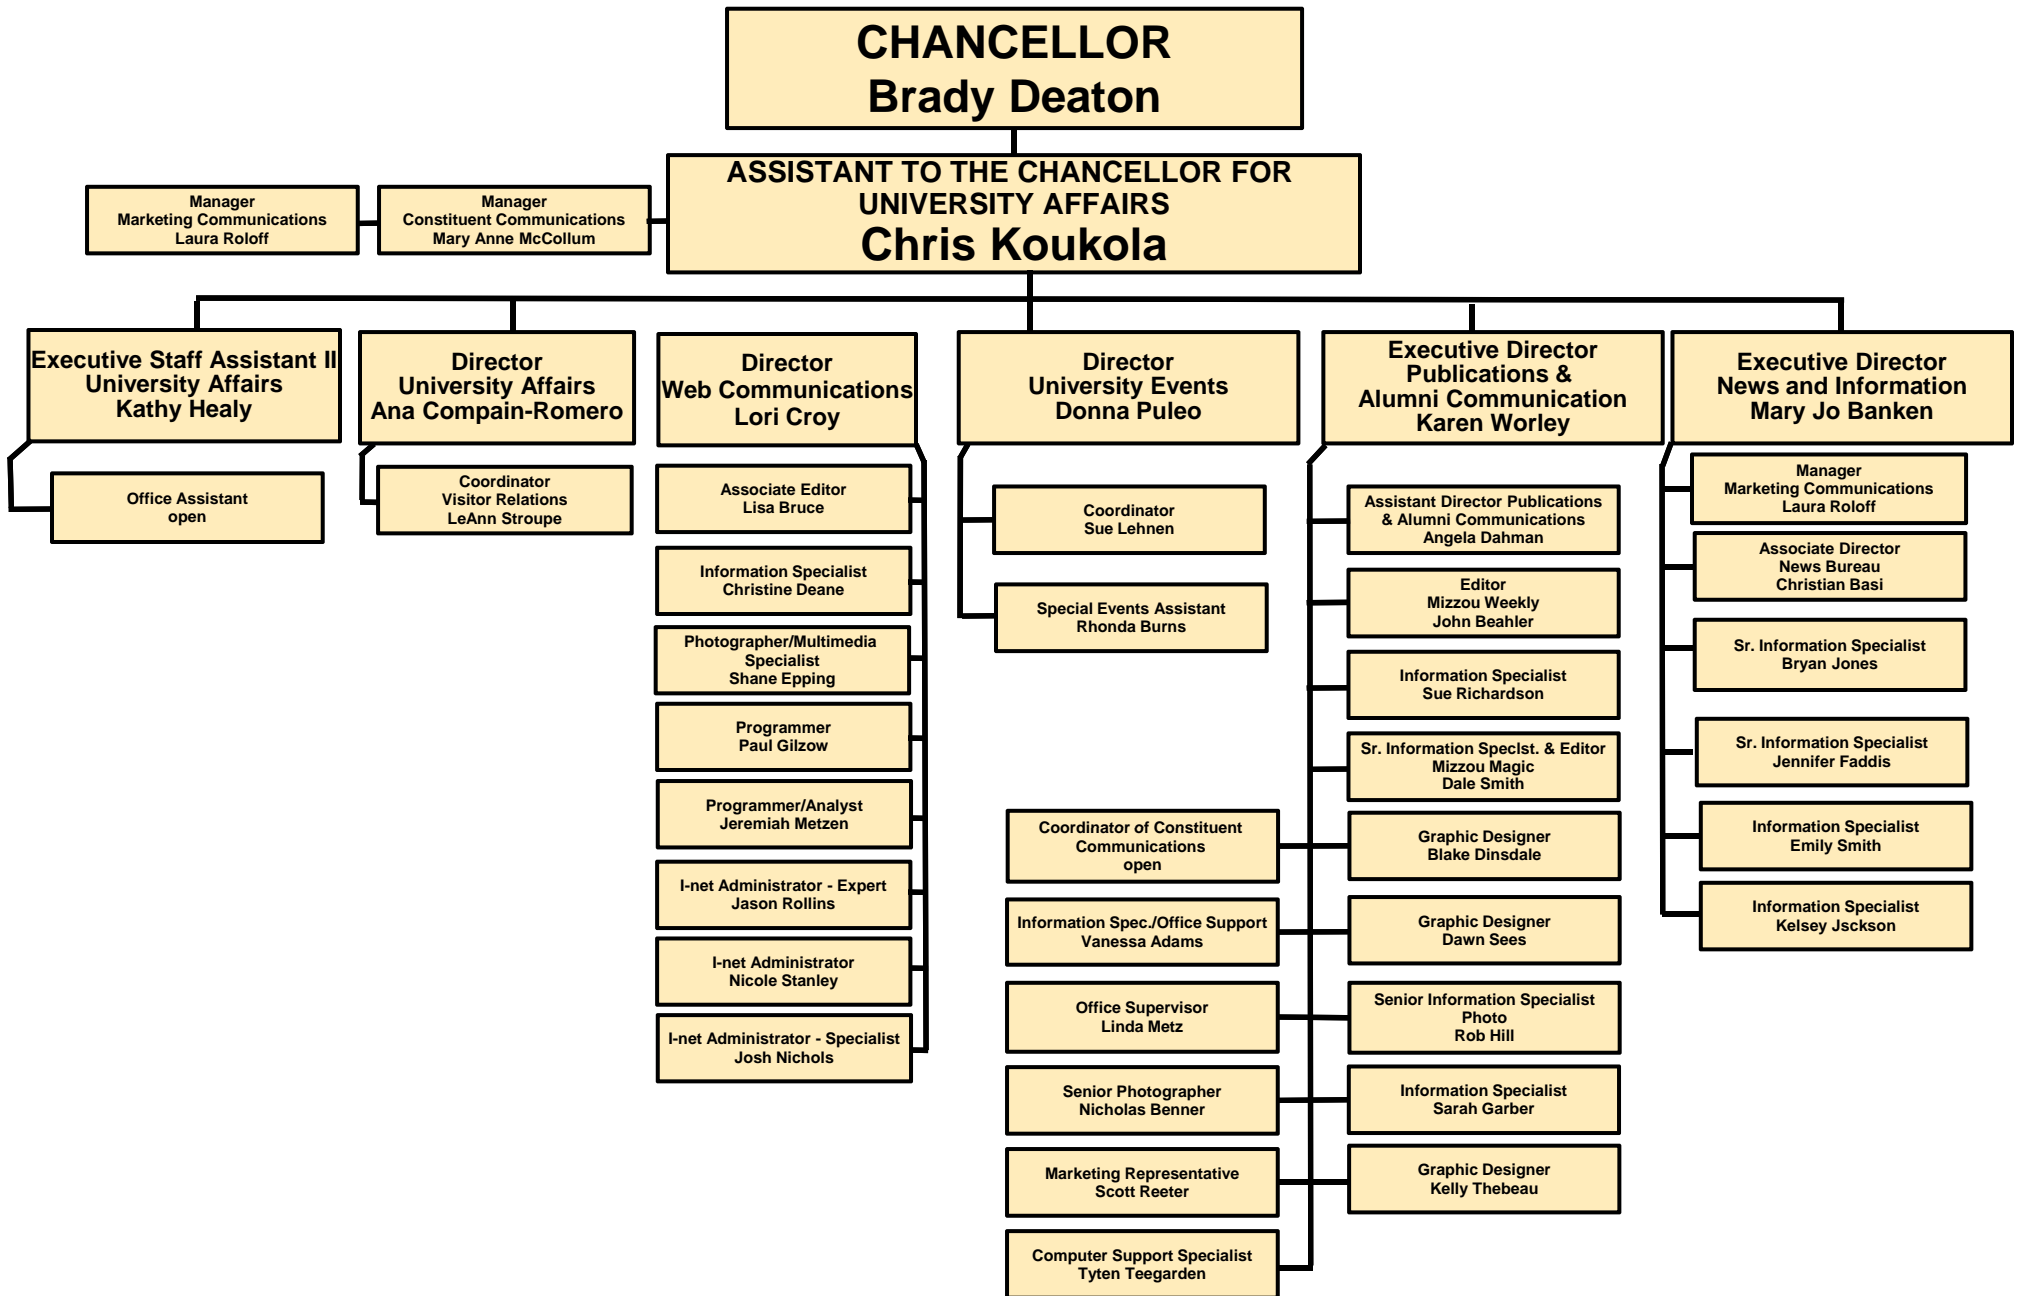 CHANCELLOR
Brady Deaton
ASSISTANT TO THE CHANCELLOR FOR
UNIVERSITY AFFAIRS
Chris Koukola
Manager
Marketing Communications
Laura Roloff
Manager
Constituent Communications
Mary Anne McCollum
Executive Staff Assistant II
University Affairs
Kathy Healy
Office Assistant
open
Director
University Affairs
Ana Compain-Romero
Coordinator
Visitor Relations
LeAnn Stroupe
Director
Web Communications
Lori Croy
Associate Editor
Lisa Bruce
Information Specialist
Christine Deane
Photographer/Multimedia
Specialist
Shane Epping
Programmer
Paul Gilzow
Programmer/Analyst
Jeremiah Metzen
I-net Administrator - Expert
Jason Rollins
I-net Administrator
Nicole Stanley
I-net Administrator - Specialist
Josh Nichols
Director
University Events
Donna Puleo
Coordinator
Sue Lehnen
Special Events Assistant
Rhonda Burns
Executive Director
Publications &
Alumni Communication
Karen Worley
Assistant Director Publications
& Alumni Communications
Angela Dahman
Editor
Mizzou Weekly
John Beahler
Information Specialist
Sue Richardson
Sr. Information Speclst. & Editor
Mizzou Magic
Dale Smith
Coordinator of Constituent
Communications
open
Graphic Designer
Blake Dinsdale
Information Spec./Office Support
Vanessa Adams
Graphic Designer
Dawn Sees
Office Supervisor
Linda Metz
Senior Information Specialist
Photo
Rob Hill
Senior Photographer
Nicholas Benner
Information Specialist
Sarah Garber
Marketing Representative
Scott Reeter
Graphic Designer
Kelly Thebeau
Computer Support Specialist
Tyten Teegarden
Executive Director
News and Information
Mary Jo Banken
Manager
Marketing Communications
Laura Roloff
Associate Director
News Bureau
Christian Basi
Sr. Information Specialist
Bryan Jones
Sr. Information Specialist
Jennifer Faddis
Information Specialist
Emily Smith
Information Specialist
Kelsey Jsckson